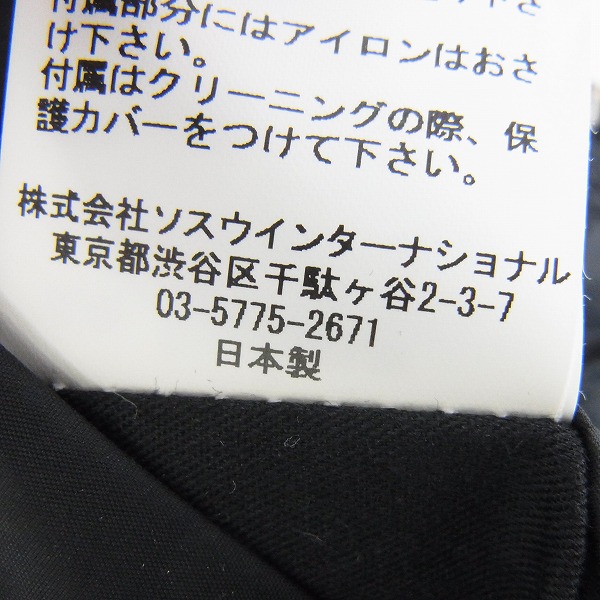 付属部分にはアイロンはおさ
け下さい。
付属はクリーニングの際、保
護カバーをつけて下さい。
株式会社ソスウインターナショナル
東京都渋谷区千駄ヶ谷2-3-7
03-5775-2671
日本製